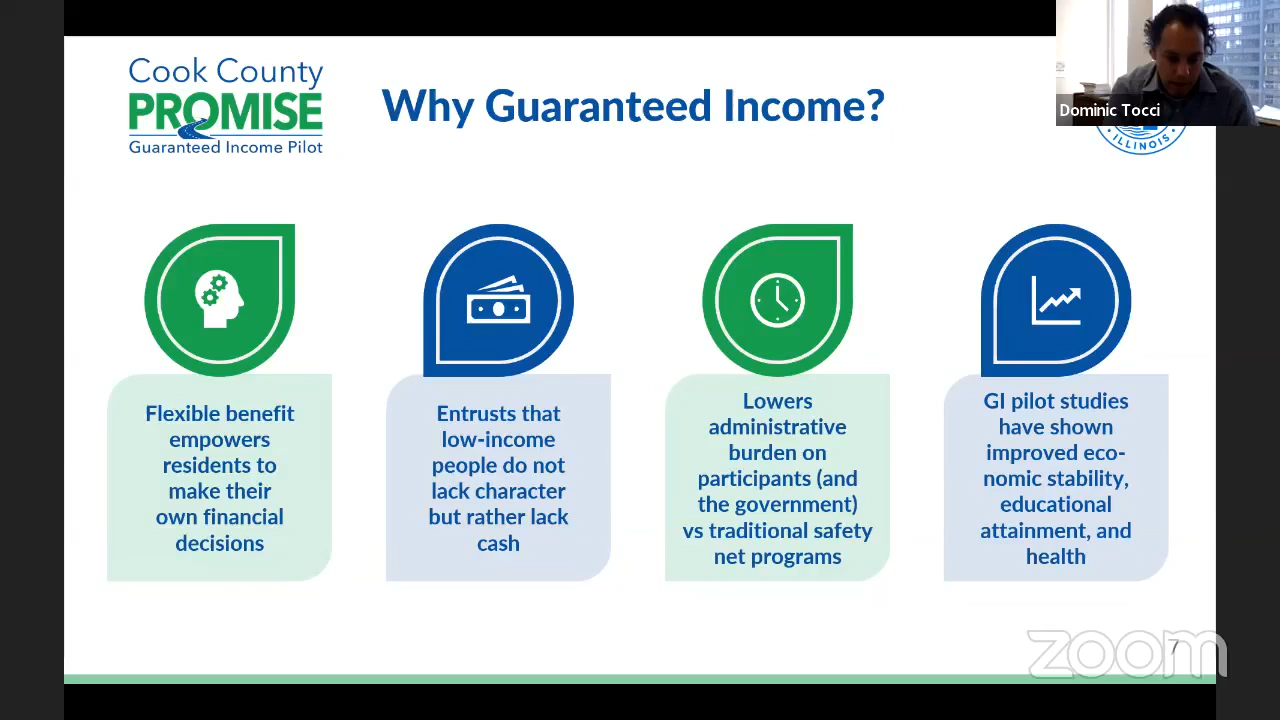 Cook County
PROMISE
Guaranteed Income Pilot
Why Guaranteed Income?
Dominic Tocci
ILLINOIS
Flexible benefit
empowers
residents to
make their
own financial
decisions
Entrusts that
low-income
people do not
lack character
but rather lack
cash
Lowers
administrative
burden on
participants (and
the government)
vs traditional safety
net programs
GI pilot studies
have shown
improved eco-
nomic stability,
educational
attainment, and
health
7
zoom